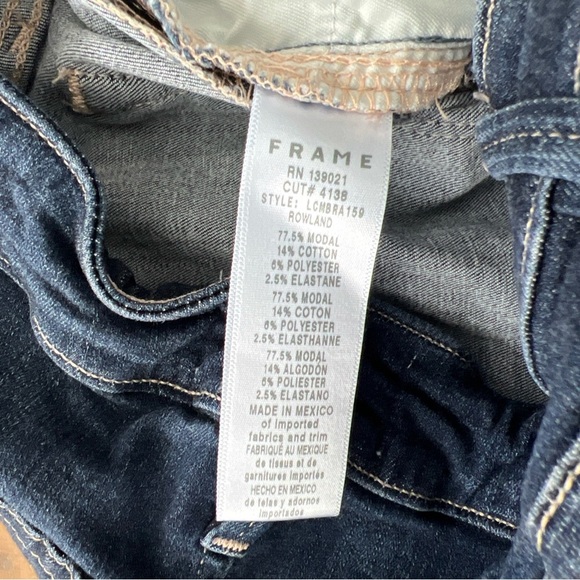 FRAME
RN 139021
CUT# 4138
STYLE: LCMBRA159
ROWLAND
77.5% MODAL
14% COTTON
6% POLYESTER
2.5% ELASTANE
77.5% MODAL
14% COTON
6% POLYESTER
2.5% ELASTHANNE
77.5% MODAL
14% ALGODÓN
6% POLYESTER
2.5% ELASTANO
MADE IN MEXICO
of imported
fabrics and trim
FABRIQUÉ AU MEXIQUE
de tissus et de
garnitures importés
HECHO EN MÉXICO
de telas y adornos
importados